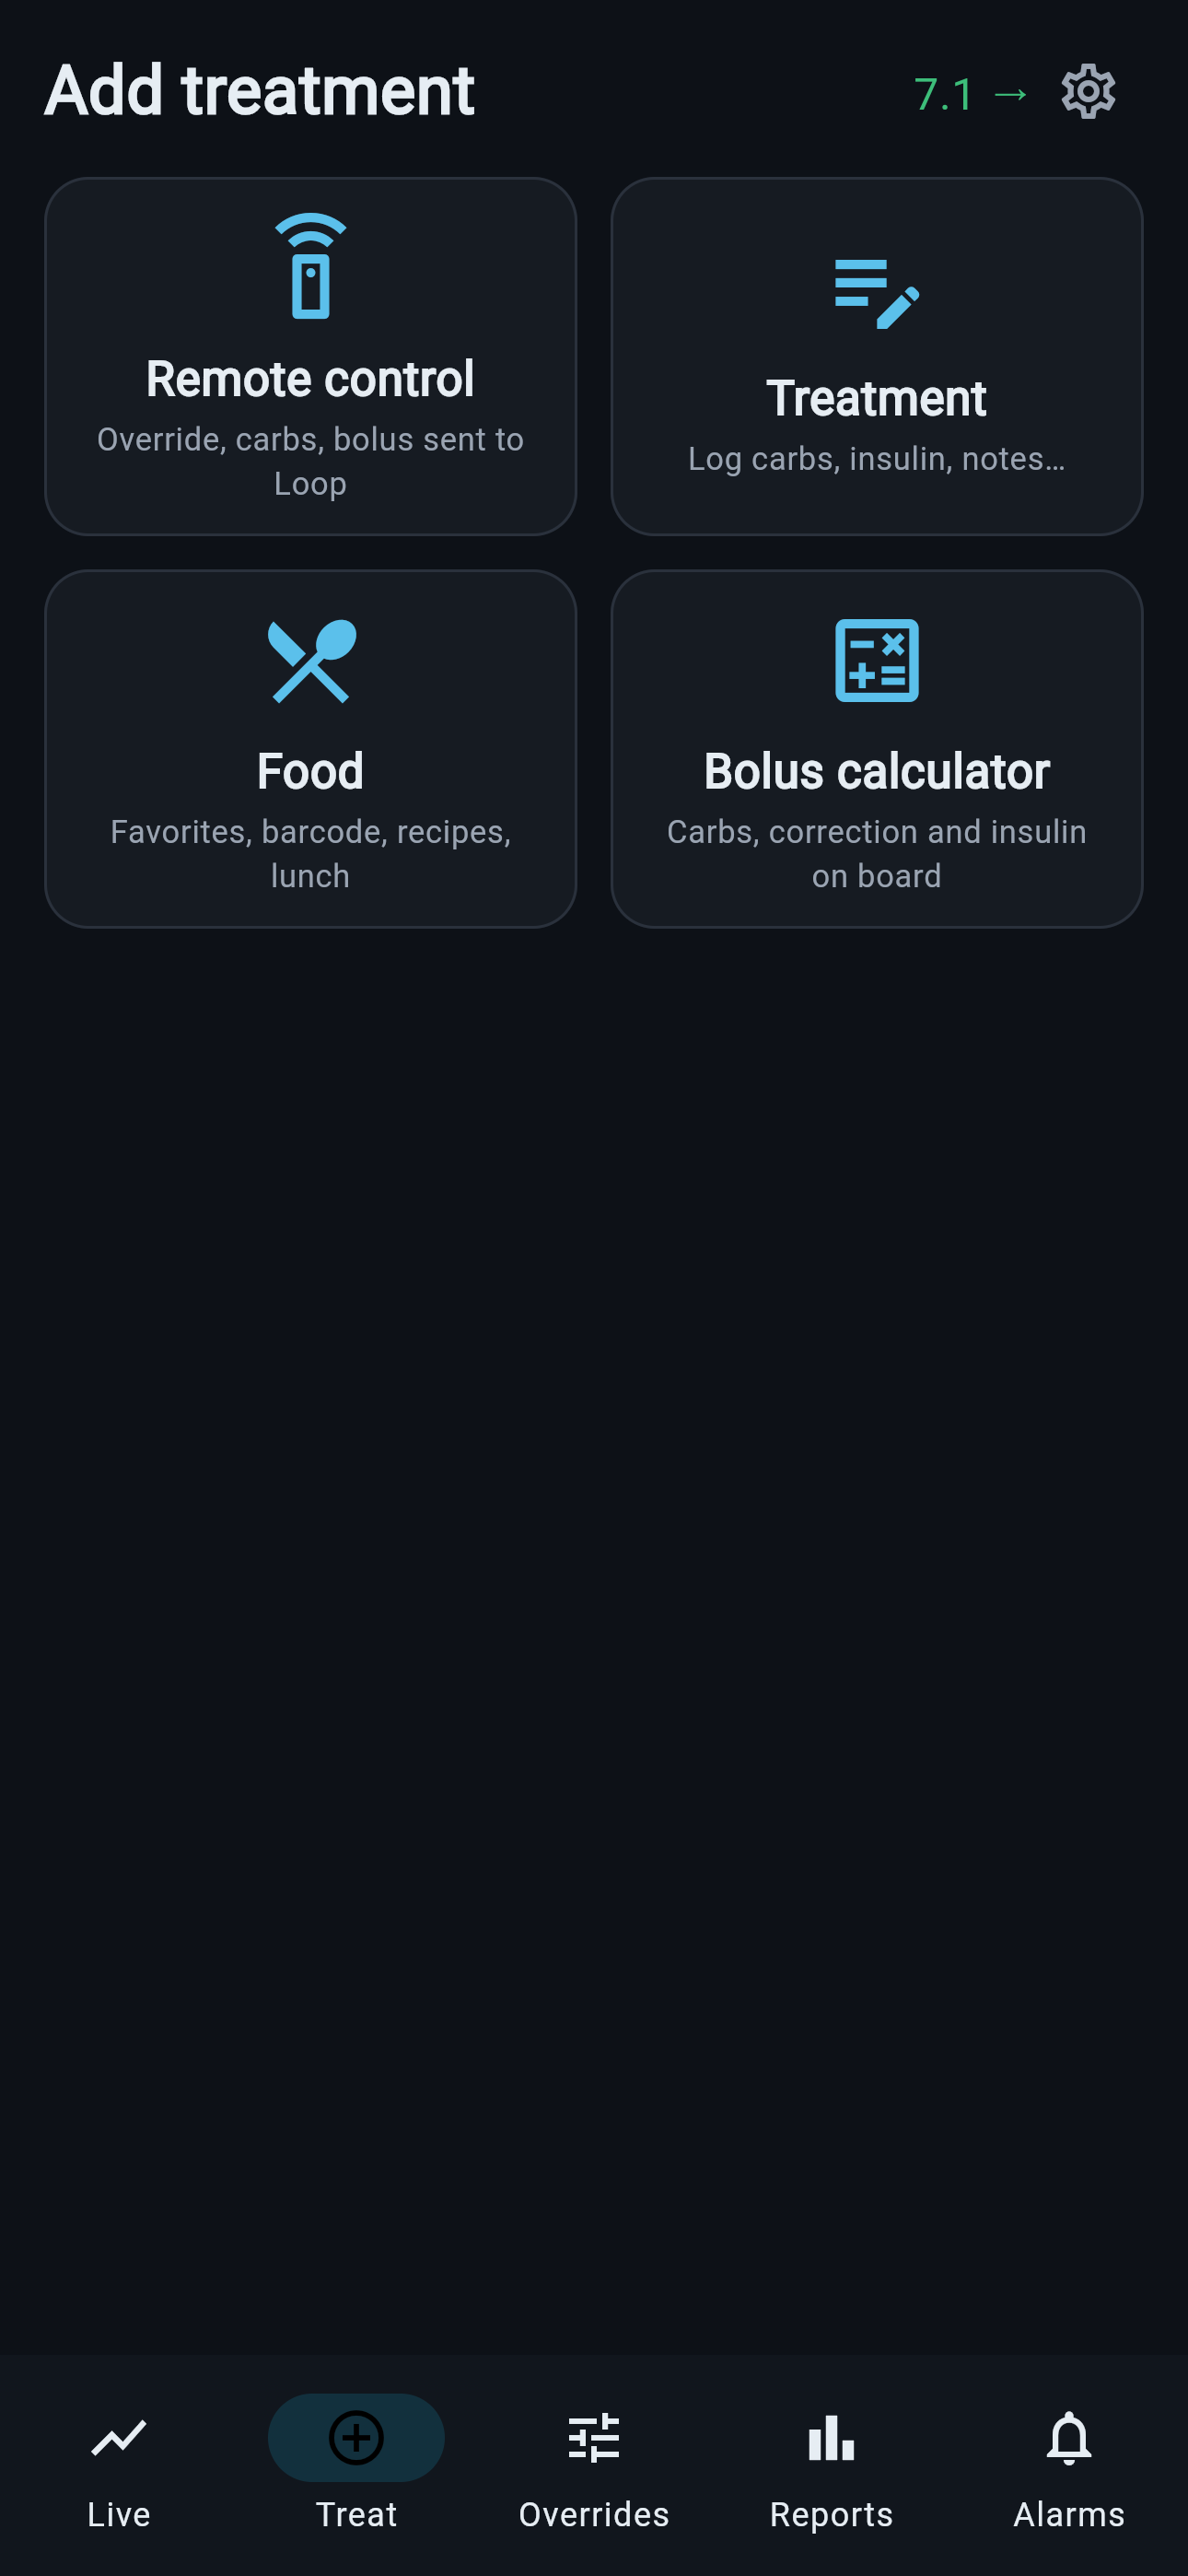 Add treatment
7.1 →
Remote control
Override, carbs, bolus sent to
Loop
Treatment
Log carbs, insulin, notes…
Food
Favorites, barcode, recipes,
lunch
Bolus calculator
Carbs, correction and insulin
on board
Live
Treat
Overrides
Reports
Alarms